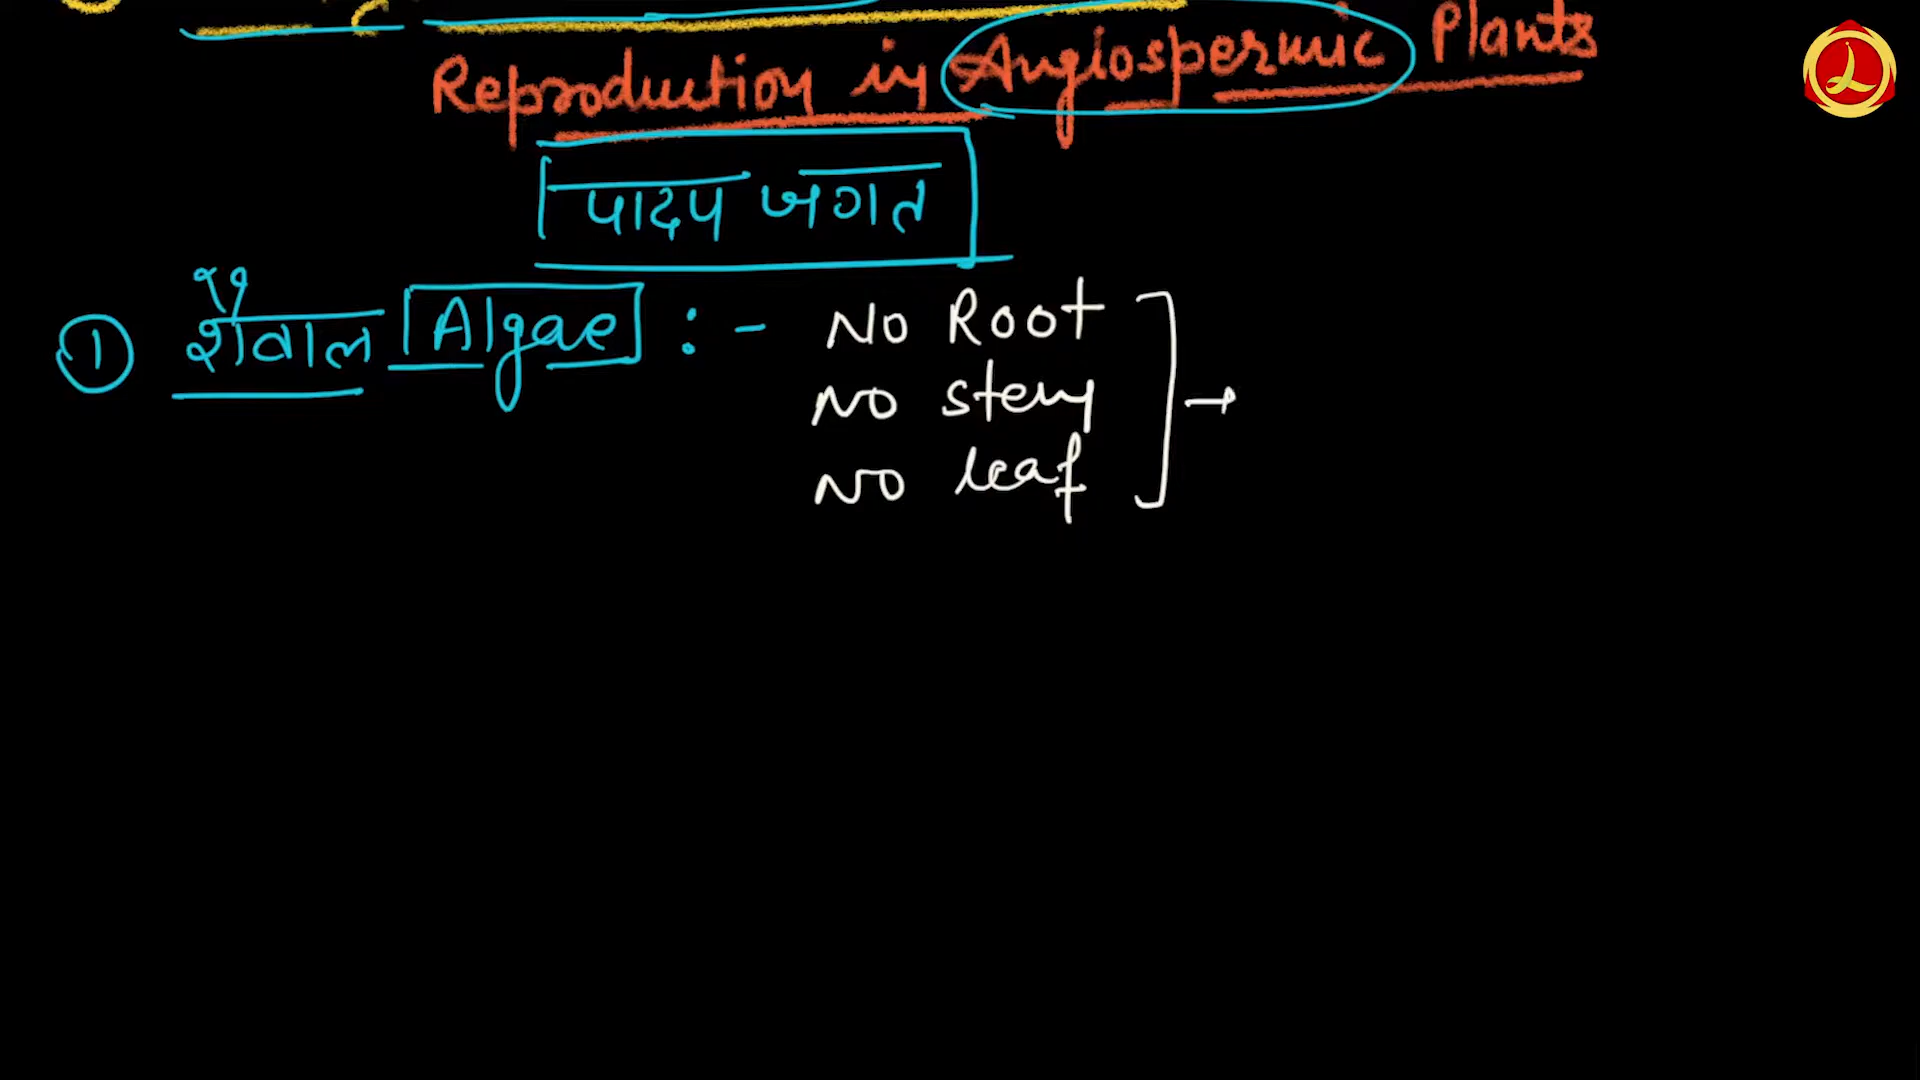 Reproduction in Angiospermic Plants
पादप जगत
① शैवाल Algae :- No Root
No stem
No leaf